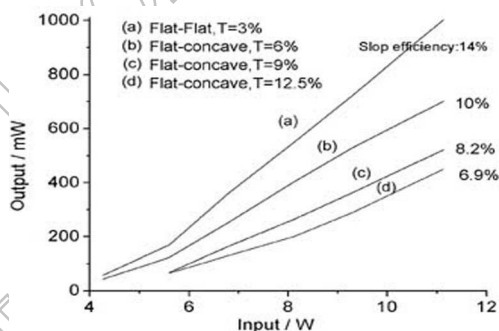 (a) Flat-Flat,T=3%
(b) Flat-concave,T=6%
(c) Flat-concave,T=9%
(d) Flat-concave,T=12.5%
Slop efficiency:14%
10%
8.2%
6.9%
(a)
(b)
(c)
(d)
Output / mW
1000
800
600
400
200
0
4
6
8
10
12
Input / W